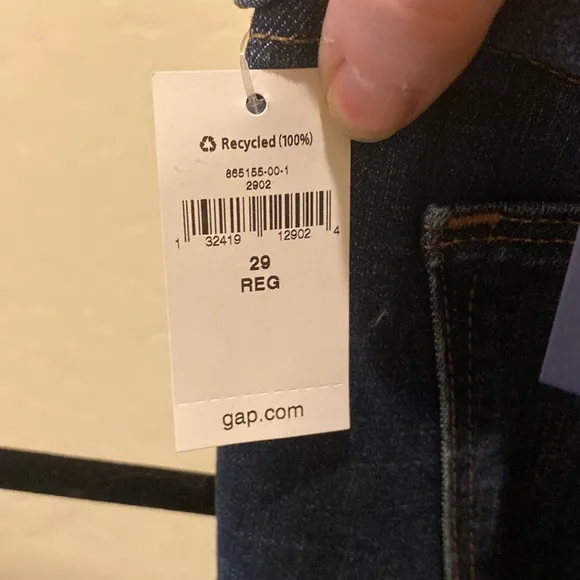 Recycled (100%)
865155-00-1
2902
1 32419 12902 4
29
REG
gap.com